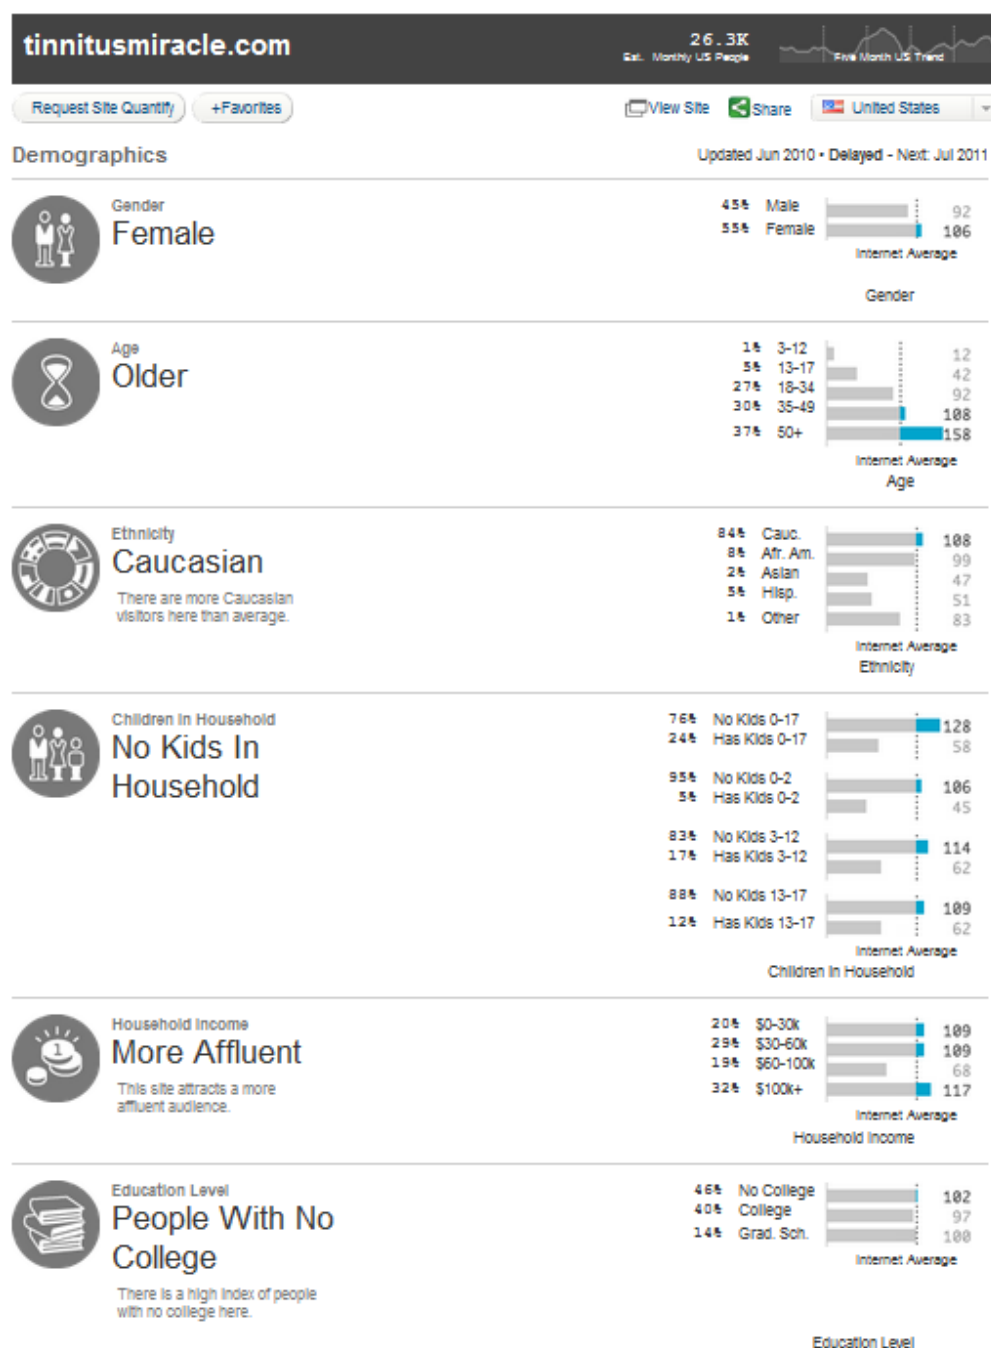 tinnitusmiracle.com
26.3K
Est. Monthly US People
Five Month US Trend
Request Site Quantify
+Favorites
View Site
Share
United States
Demographics
Updated Jun 2010 • Delayed - Next: Jul 2011
Gender
Female
45% Male 92
55% Female 106
Internet Average
Gender
Age
Older
1% 3-12 12
5% 13-17 42
27% 18-34 92
30% 35-49 108
37% 50+ 158
Internet Average
Age
Ethnicity
Caucasian
There are more Caucasian
visitors here than average.
84% Cauc. 108
8% Afr. Am. 99
2% Asian 47
5% Hisp. 51
1% Other 83
Internet Average
Ethnicity
Children in Household
No Kids In
Household
76% No Kids 0-17 128
24% Has Kids 0-17 58
95% No Kids 0-2 106
5% Has Kids 0-2 45
83% No Kids 3-12 114
17% Has Kids 3-12 62
88% No Kids 13-17 109
12% Has Kids 13-17 62
Internet Average
Children in Household
Household Income
1
More Affluent
This site attracts a more
affluent audience.
20% $0-30k 109
29% $30-60k 109
19% $60-100k 68
32% $100k+ 117
Internet Average
Household Income
Education Level
People With No
College
There is a high index of people
with no college here.
46% No College 102
40% College 97
14% Grad. Sch. 100
Internet Average
Education Level